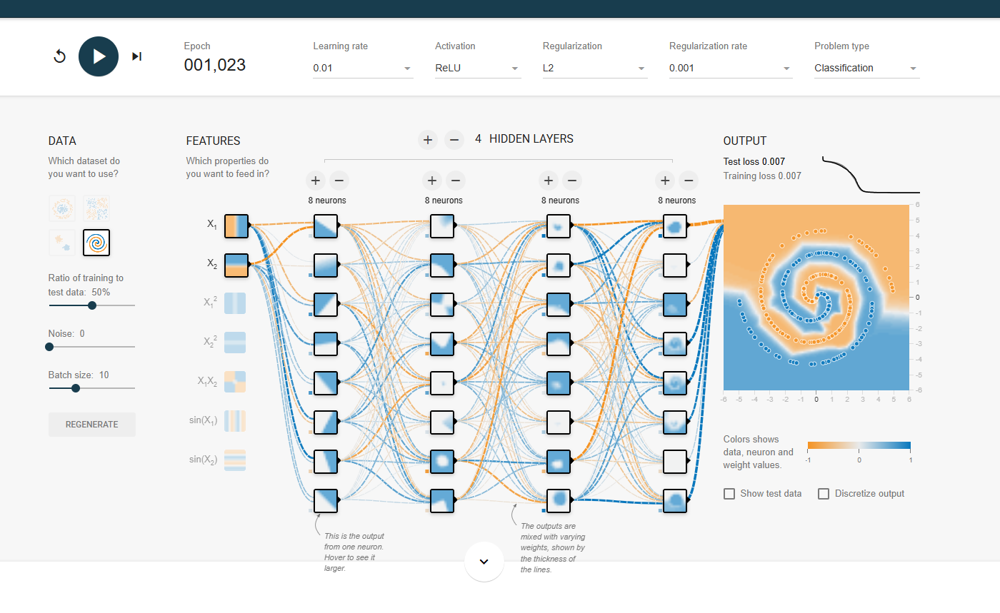 Epoch
001,023
Learning rate
0.01
Activation
ReLU
Regularization
L2
Regularization rate
0.001
Problem type
Classification
DATA
Which dataset do
you want to use?
Ratio of training to
test data: 50%
Noise: 0
Batch size: 10
REGENERATE
FEATURES
Which properties do
you want to feed in?
X1
X2
X1²
X2²
X1X2
sin(X1)
sin(X2)
+ − 4 HIDDEN LAYERS
+ − + − + − + −
8 neurons 8 neurons 8 neurons 8 neurons
This is the output
from one neuron.
Hover to see it
larger.
The outputs are
mixed with varying
weights, shown by
the thickness of
the lines.
OUTPUT
Test loss 0.007
Training loss 0.007
6
5
4
3
2
1
0
-1
-2
-3
-4
-5
-6
-6 -5 -4 -3 -2 -1 0 1 2 3 4 5 6
Colors shows
data, neuron and
weight values.
-1 0 1
Show test data
Discretize output